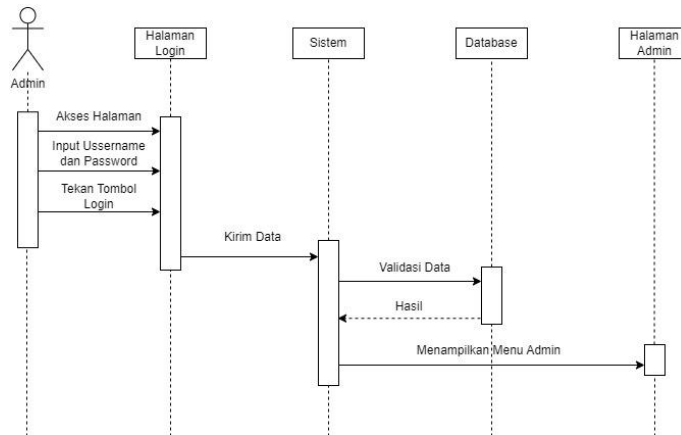 Halaman
Login
Sistem
Database
Halaman
Admin
Admin
Akses Halaman
Input Ussername
dan Password
Tekan Tombol
Login
Kirim Data
Validasi Data
Hasil
Menampilkan Menu Admin